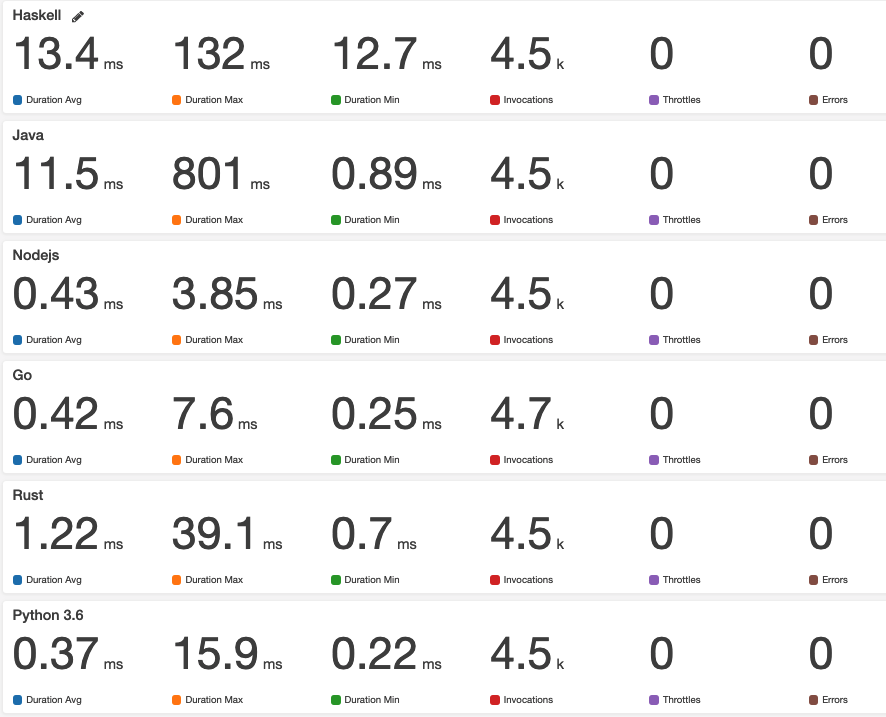 Haskell
13.4 ms 132 ms 12.7 ms 4.5 k 0 0
Duration Avg Duration Max Duration Min Invocations Throttles Errors
Java
11.5 ms 801 ms 0.89 ms 4.5 k 0 0
Duration Avg Duration Max Duration Min Invocations Throttles Errors
Nodejs
0.43 ms 3.85 ms 0.27 ms 4.5 k 0 0
Duration Avg Duration Max Duration Min Invocations Throttles Errors
Go
0.42 ms 7.6 ms 0.25 ms 4.7 k 0 0
Duration Avg Duration Max Duration Min Invocations Throttles Errors
Rust
1.22 ms 39.1 ms 0.7 ms 4.5 k 0 0
Duration Avg Duration Max Duration Min Invocations Throttles Errors
Python 3.6
0.37 ms 15.9 ms 0.22 ms 4.5 k 0 0
Duration Avg Duration Max Duration Min Invocations Throttles Errors